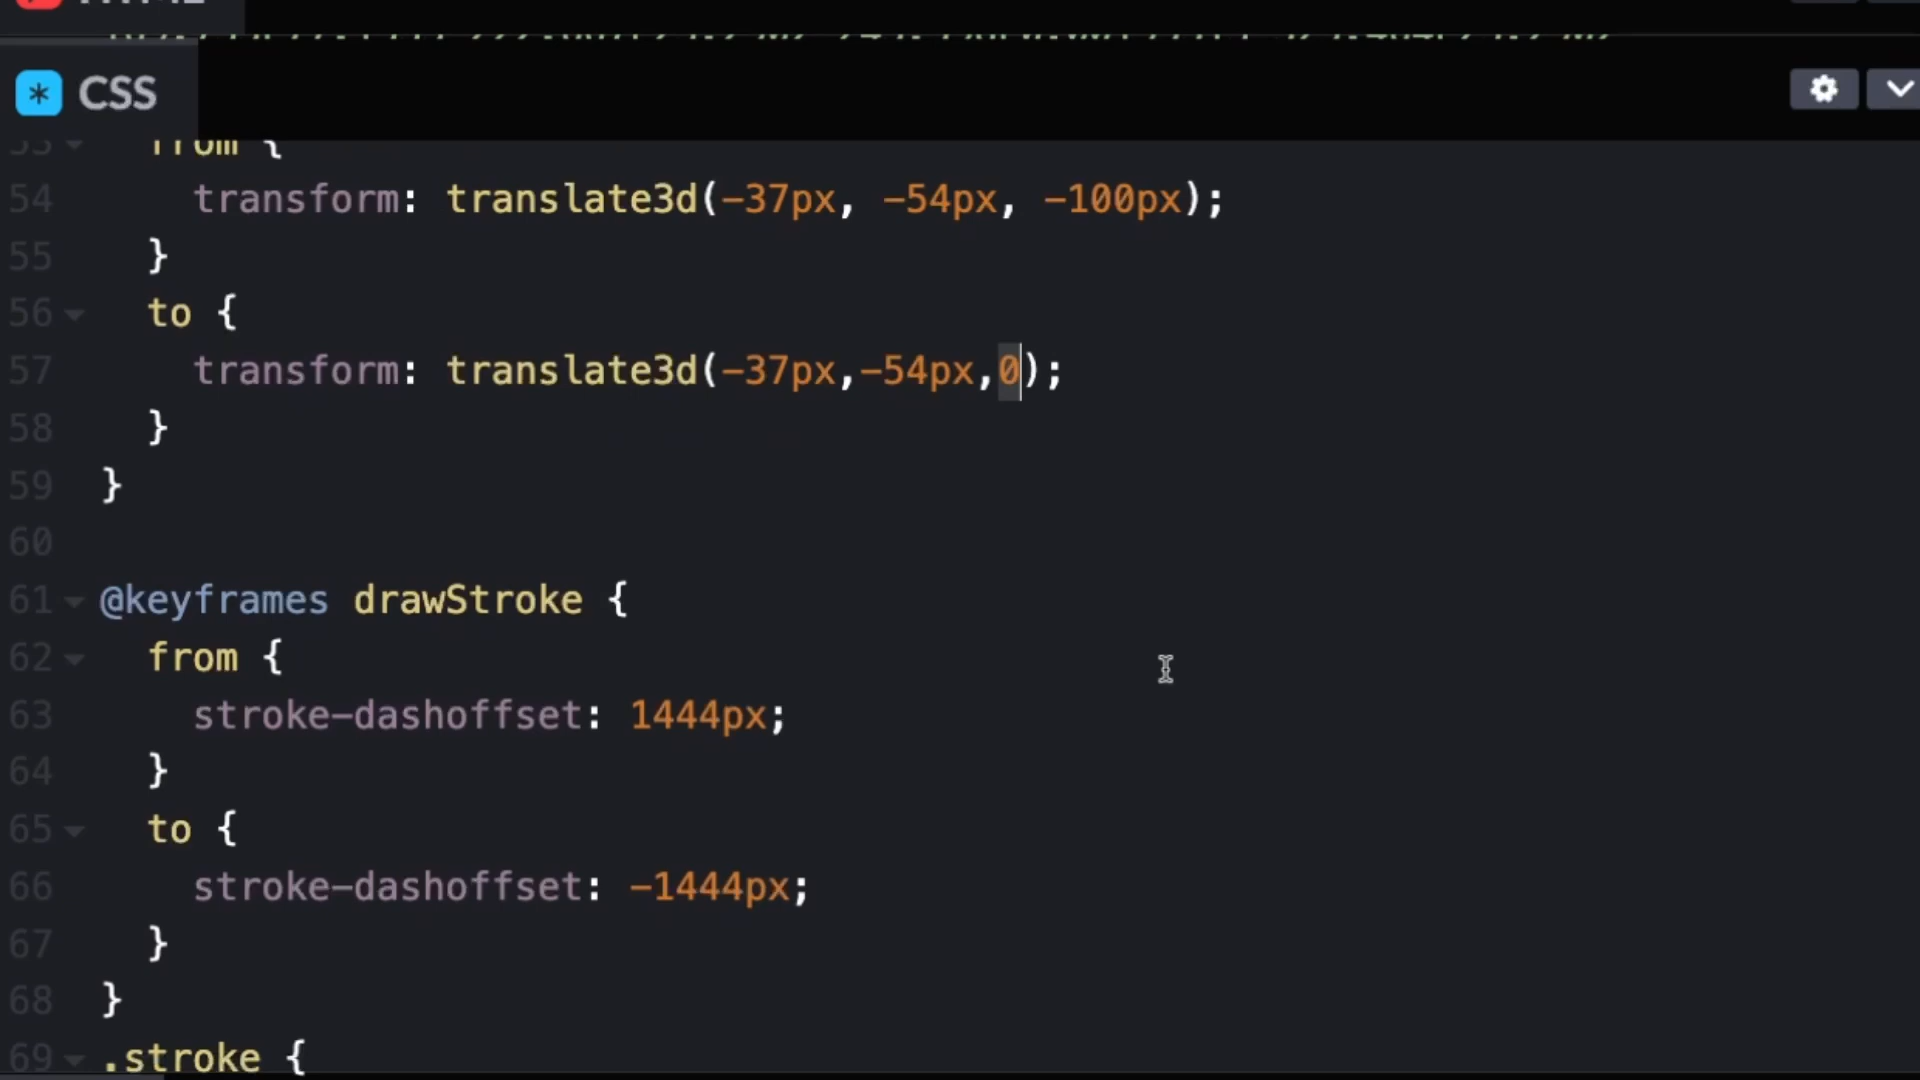 CSS
53 from {
54 transform: translate3d(-37px, -54px, -100px);
55 }
56 to {
57 transform: translate3d(-37px,-54px,0);
58 }
59 }
60
61 @keyframes drawStroke {
62 from {
63 stroke-dashoffset: 1444px;
64 }
65 to {
66 stroke-dashoffset: -1444px;
67 }
68 }
69 .stroke {